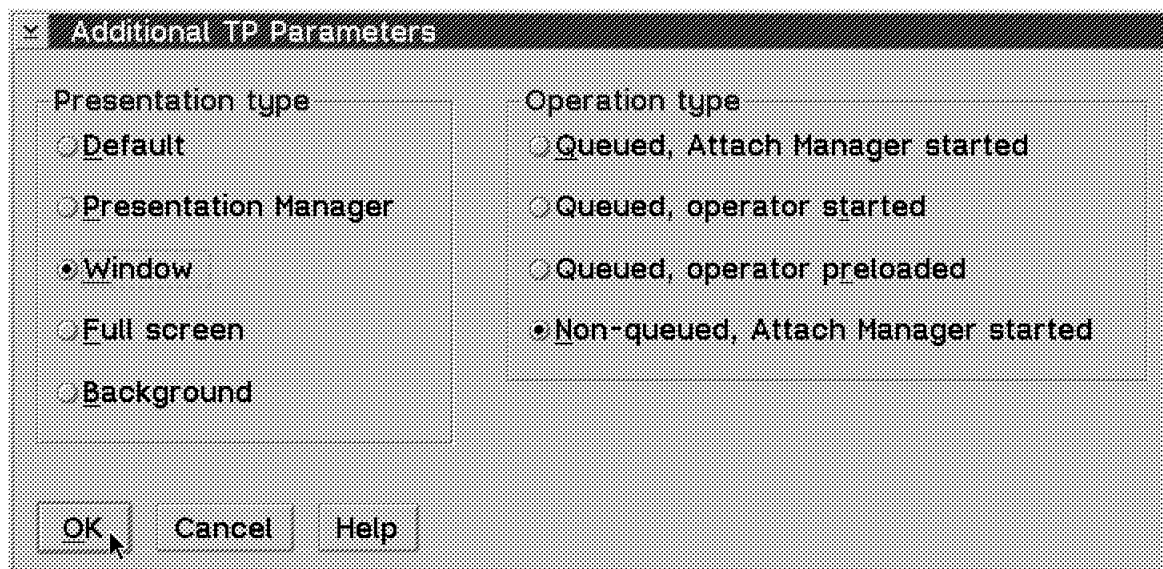 Additional TP Parameters
Presentation type
Default
Presentation Manager
Window
Full screen
Background
Operation type
Queued, Attach Manager started
Queued, operator started
Queued, operator preloaded
Non-queued, Attach Manager started
OK
Cancel
Help